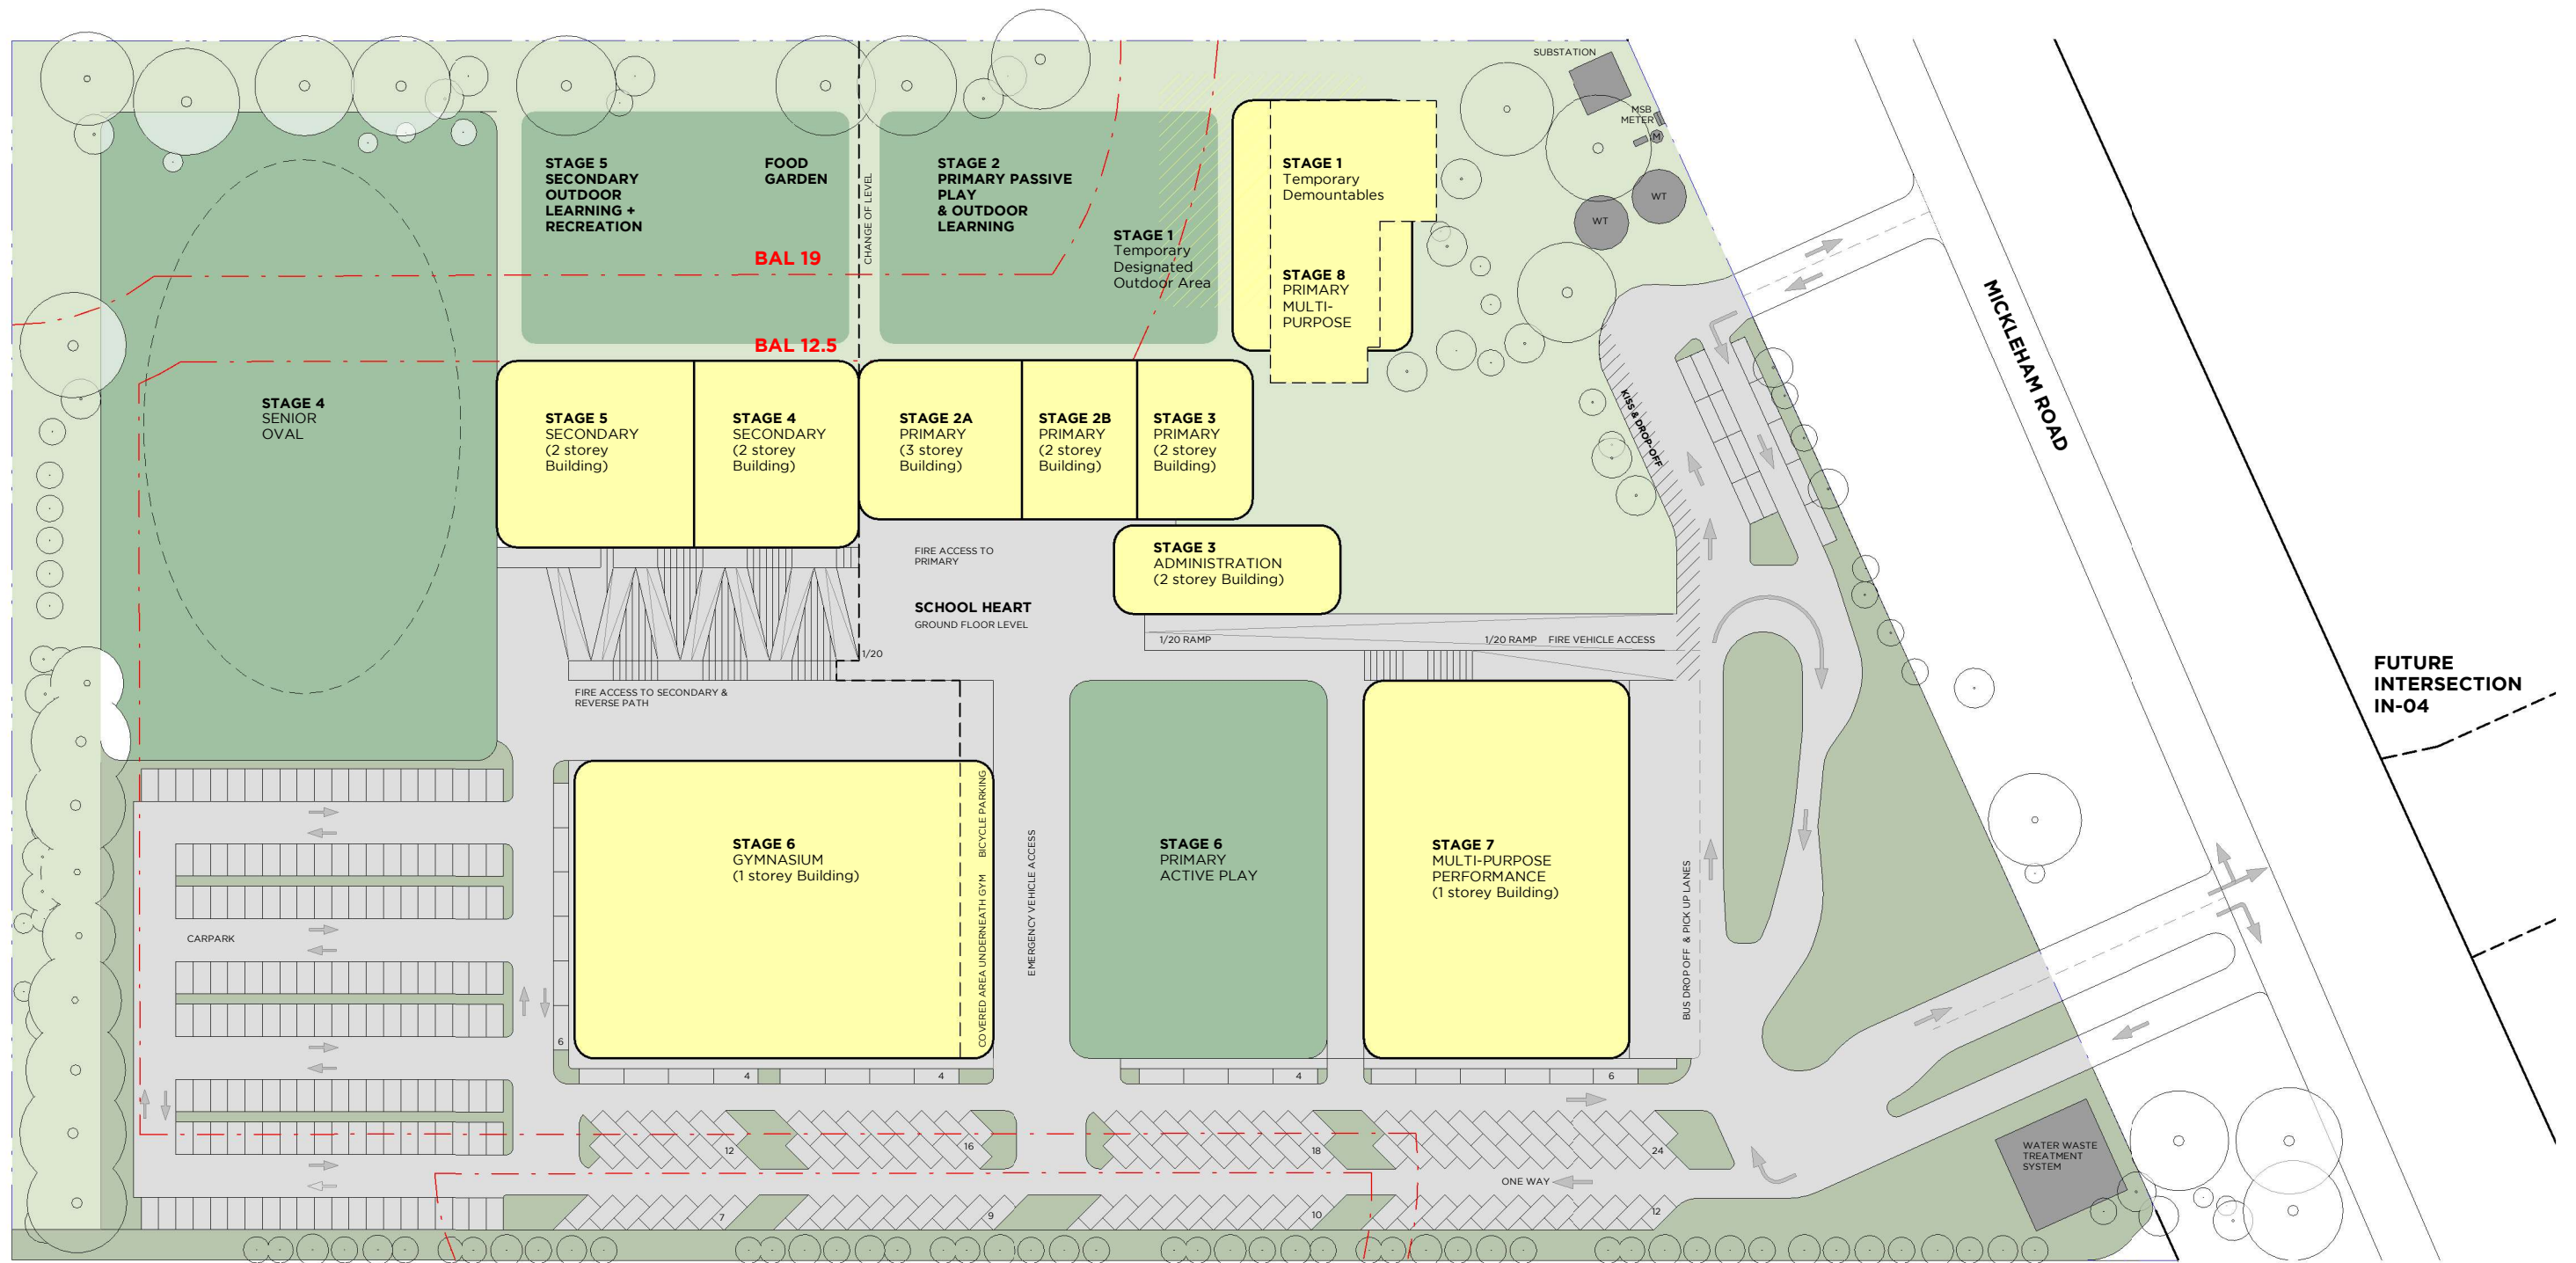 SUBSTATION
MSB
METER
M
WT
WT
STAGE 5
SECONDARY
OUTDOOR
LEARNING +
RECREATION
FOOD
GARDEN
CHANGE OF LEVEL
STAGE 2
PRIMARY PASSIVE
PLAY
& OUTDOOR
LEARNING
STAGE 1
Temporary
Designated
Outdoor Area
STAGE 1
Temporary
Demountables
STAGE 8
PRIMARY
MULTI-
PURPOSE
BAL 19
BAL 12.5
MICKLEHAM ROAD
KISS & DROP-OFF
STAGE 4
SENIOR
OVAL
STAGE 5
SECONDARY
(2 storey
Building)
STAGE 4
SECONDARY
(2 storey
Building)
STAGE 2A
PRIMARY
(3 storey
Building)
STAGE 2B
PRIMARY
(2 storey
Building)
STAGE 3
PRIMARY
(2 storey
Building)
FIRE ACCESS TO
PRIMARY
STAGE 3
ADMINISTRATION
(2 storey Building)
SCHOOL HEART
GROUND FLOOR LEVEL
1/20 RAMP
1/20 RAMP
FIRE VEHICLE ACCESS
1/20
FIRE ACCESS TO SECONDARY &
REVERSE PATH
FUTURE
INTERSECTION
IN-04
STAGE 6
GYMNASIUM
(1 storey Building)
COVERED AREA UNDERNEATH GYM
BICYCLE PARKING
EMERGENCY VEHICLE ACCESS
STAGE 6
PRIMARY
ACTIVE PLAY
STAGE 7
MULTI-PURPOSE
PERFORMANCE
(1 storey Building)
BUS DROP OFF & PICK UP LANES
CARPARK
6
4
4
4
6
12
16
18
24
ONE WAY
7
9
10
12
WATER WASTE
TREATMENT
SYSTEM